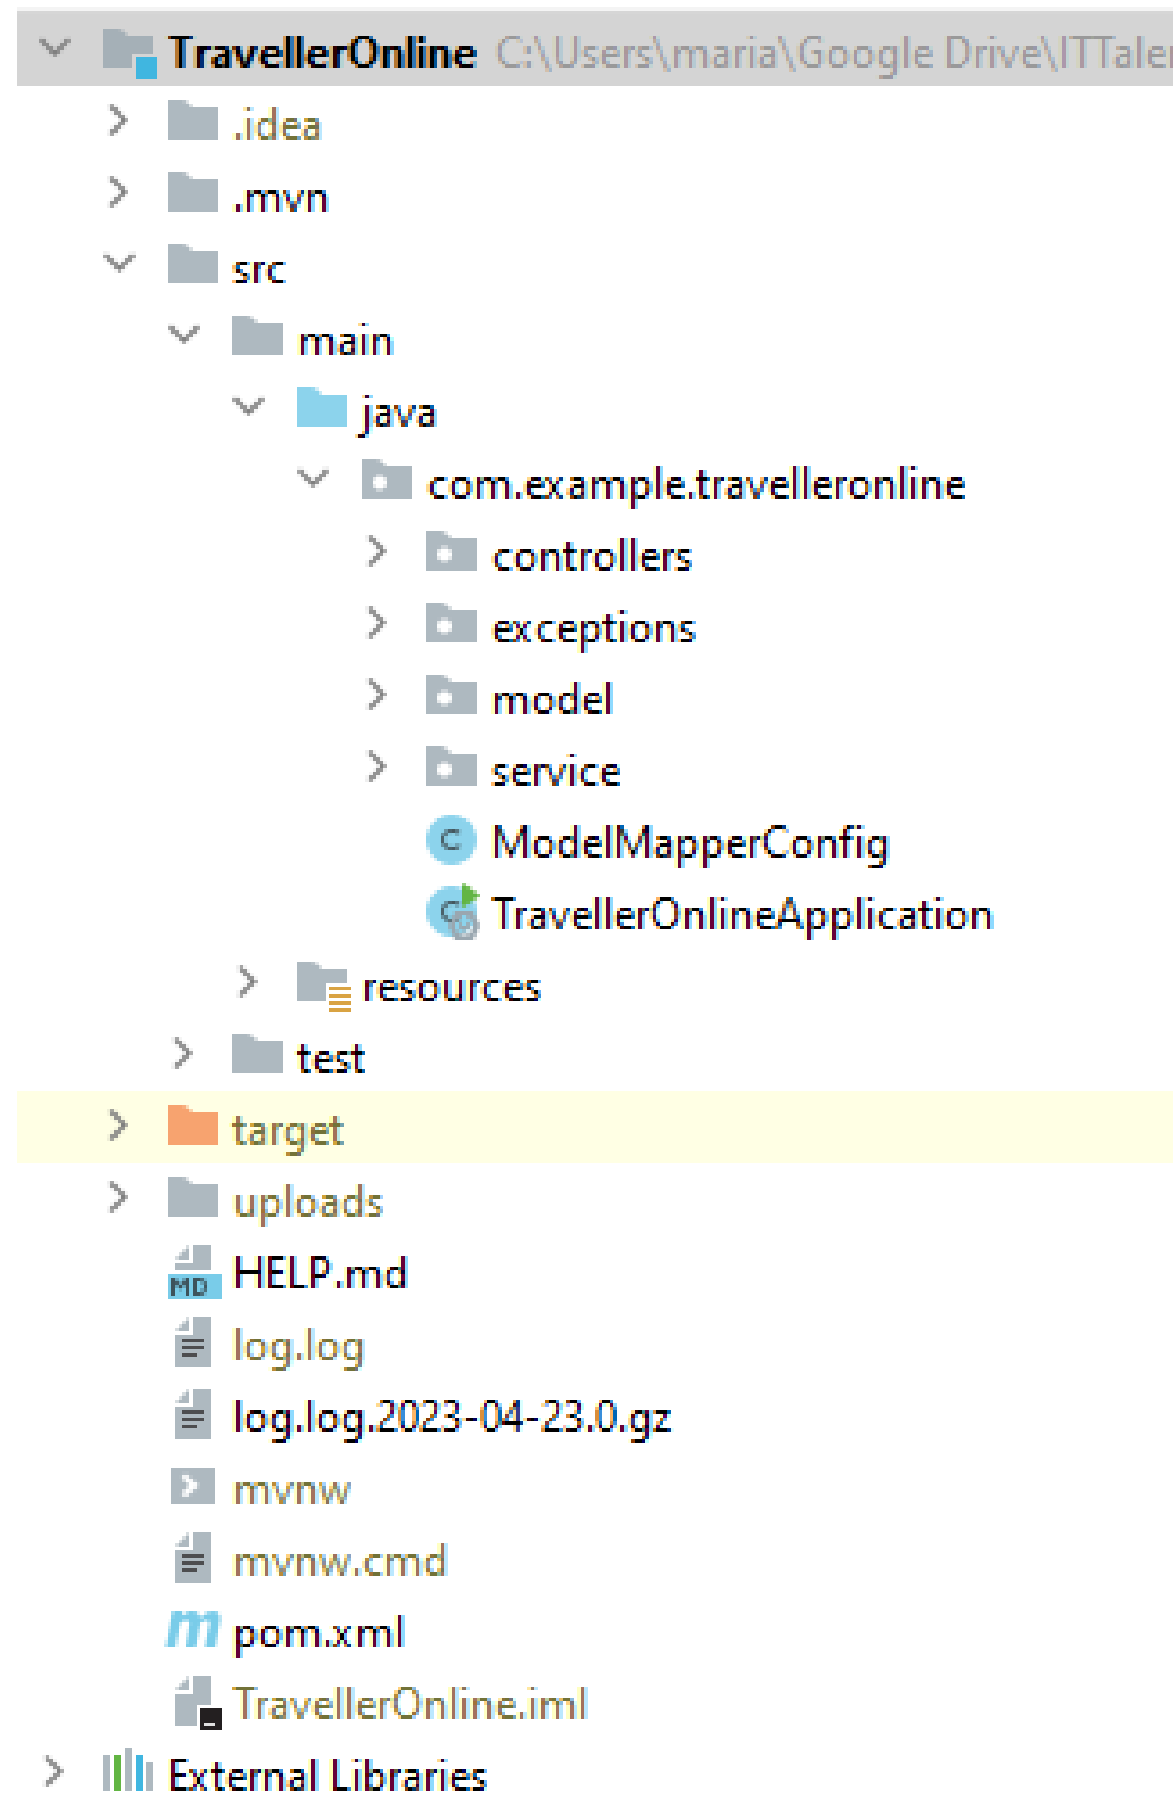 TravellerOnline C:\Users\maria\Google Drive\ITTaler
.idea
.mvn
src
main
java
com.example.travelleronline
controllers
exceptions
model
service
C ModelMapperConfig
TravellerOnlineApplication
resources
test
target
uploads
MD HELP.md
log.log
log.log.2023-04-23.0.gz
mvnw
mvnw.cmd
m pom.xml
TravellerOnline.iml
External Libraries